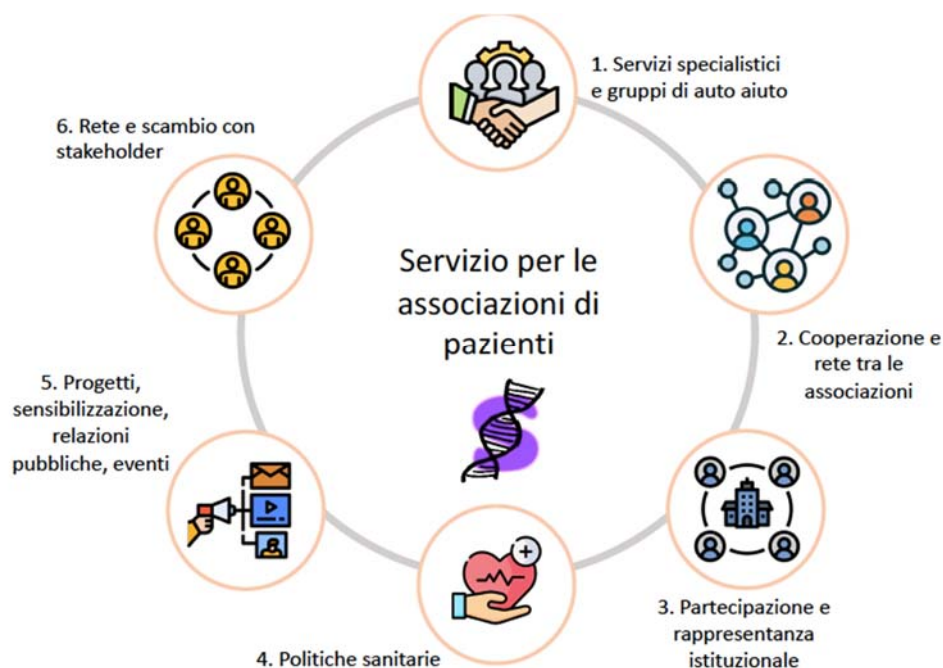 1. Servizi specialistici
e gruppi di auto aiuto
6. Rete e scambio con
stakeholder
Servizio per le
associazioni di
pazienti
2. Cooperazione e
rete tra le
associazioni
5. Progetti,
sensibilizzazione,
relazioni
pubbliche, eventi
S
3. Partecipazione e
rappresentanza
istituzionale
4. Politiche sanitarie